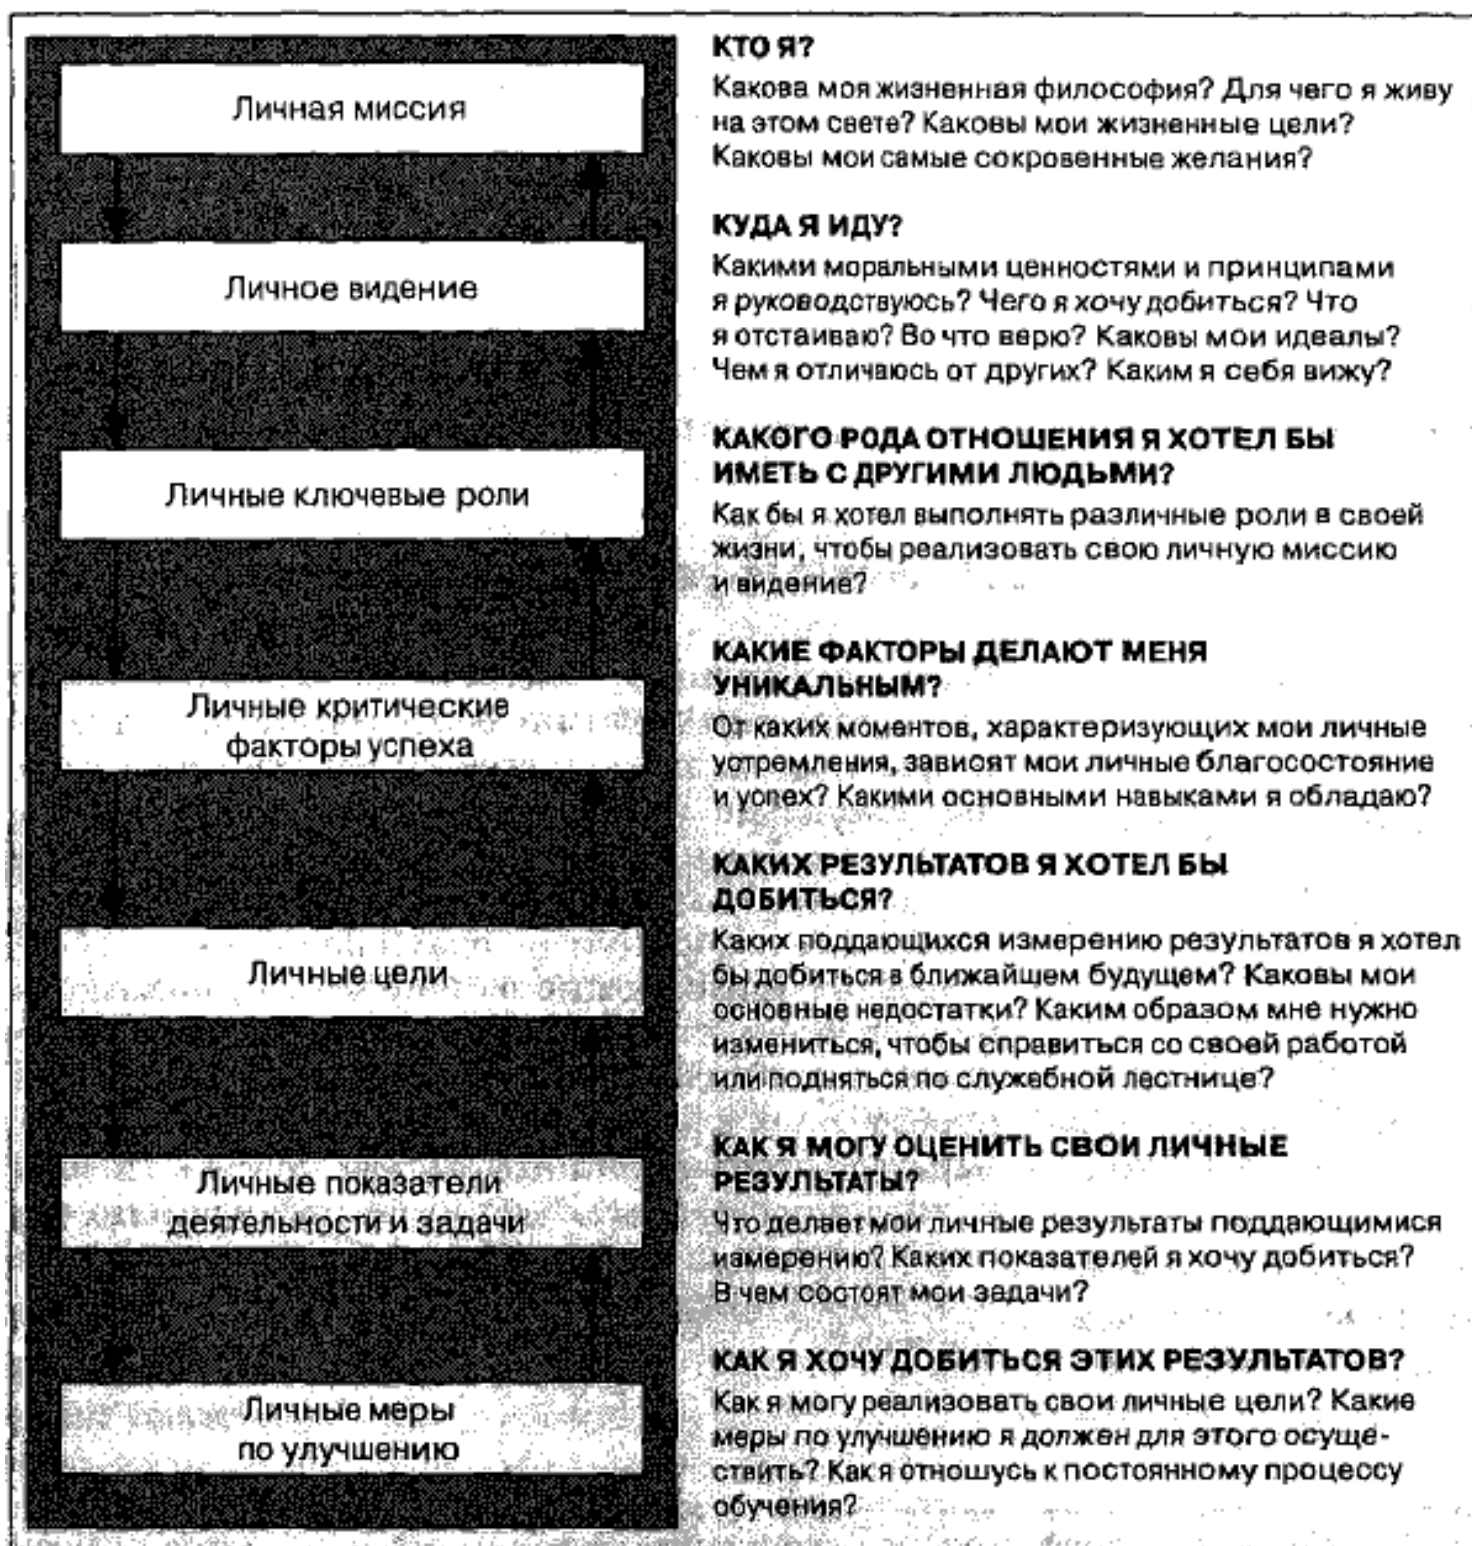 Личная миссия
КТО Я?
Какова моя жизненная философия? Для чего я живу
на этом свете? Каковы мои жизненные цели?
Каковы мои самые сокровенные желания?
Личное видение
КУДА Я ИДУ?
Какими моральными ценностями и принципами
я руководствуюсь? Чего я хочу добиться? Что
я отстаиваю? Во что верю? Каковы мои идеалы?
Чем я отличаюсь от других? Каким я себя вижу?
Личные ключевые роли
КАКОГО РОДА ОТНОШЕНИЯ Я ХОТЕЛ БЫ
ИМЕТЬ С ДРУГИМИ ЛЮДЬМИ?
Как бы я хотел выполнять различные роли в своей
жизни, чтобы реализовать свою личную миссию
и видение?
Личные критические
факторы успеха
КАКИЕ ФАКТОРЫ ДЕЛАЮТ МЕНЯ
УНИКАЛЬНЫМ?
От каких моментов, характеризующих мои личные
устремления, зависят мои личные благосостояние
и успех? Какими основными навыками я обладаю?
Личные цели
КАКИХ РЕЗУЛЬТАТОВ Я ХОТЕЛ БЫ
ДОБИТЬСЯ?
Каких поддающихся измерению результатов я хотел
бы добиться в ближайшем будущем? Каковы мои
основные недостатки? Каким образом мне нужно
измениться, чтобы справиться со своей работой
или подняться по служебной лестнице?
Личные показатели
деятельности и задачи
КАК Я МОГУ ОЦЕНИТЬ СВОИ ЛИЧНЫЕ
РЕЗУЛЬТАТЫ?
Что делает мои личные результаты поддающимися
измерению? Каких показателей я хочу добиться?
В чем состоят мои задачи?
Личные меры
по улучшению
КАК Я ХОЧУ ДОБИТЬСЯ ЭТИХ РЕЗУЛЬТАТОВ?
Как я могу реализовать свои личные цели? Какие
меры по улучшению я должен для этого осуще-
ствить? Как я отношусь к постоянному процессу
обучения?